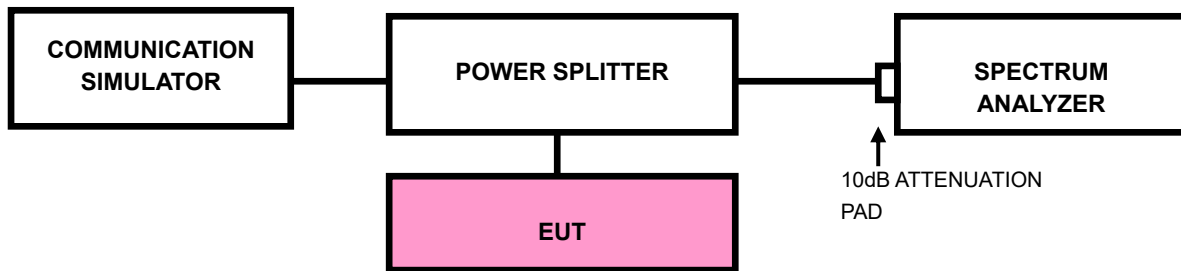 COMMUNICATION
SIMULATOR
POWER SPLITTER
SPECTRUM
ANALYZER
10dB ATTENUATION
PAD
EUT